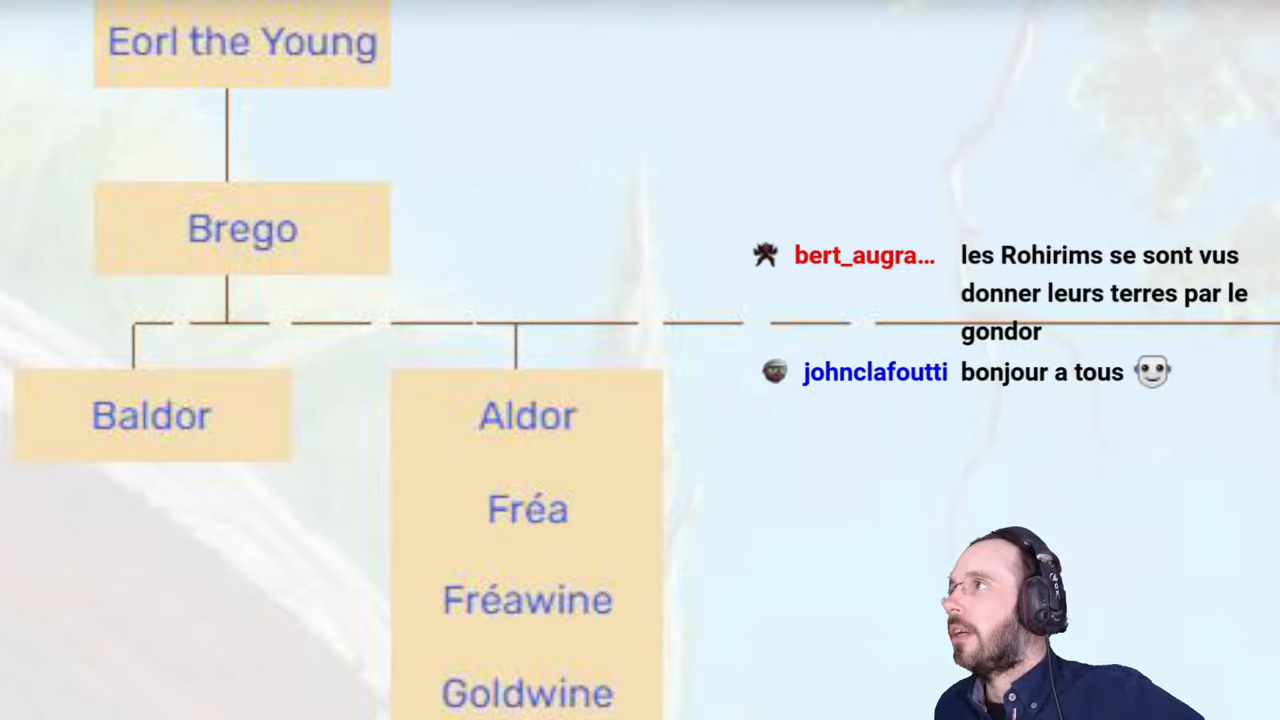 Eorl the Young
Brego
bert_augra... les Rohirims se sont vus
donner leurs terres par le
gondor
johnclafoutti bonjour a tous
Baldor
Aldor
Fréa
Fréawine
Goldwine